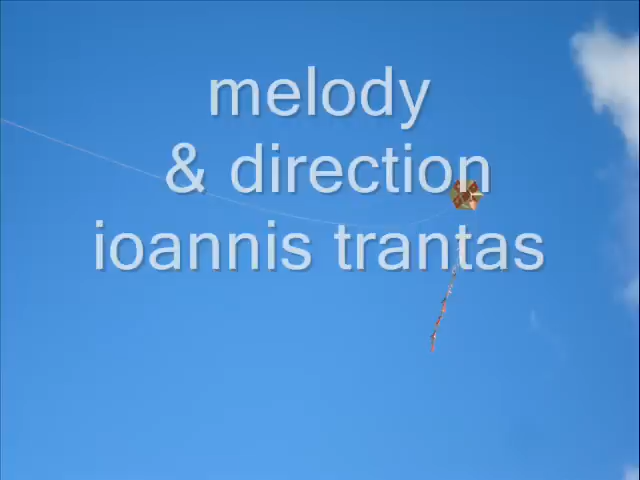 melody
& direction
ioannis trantas